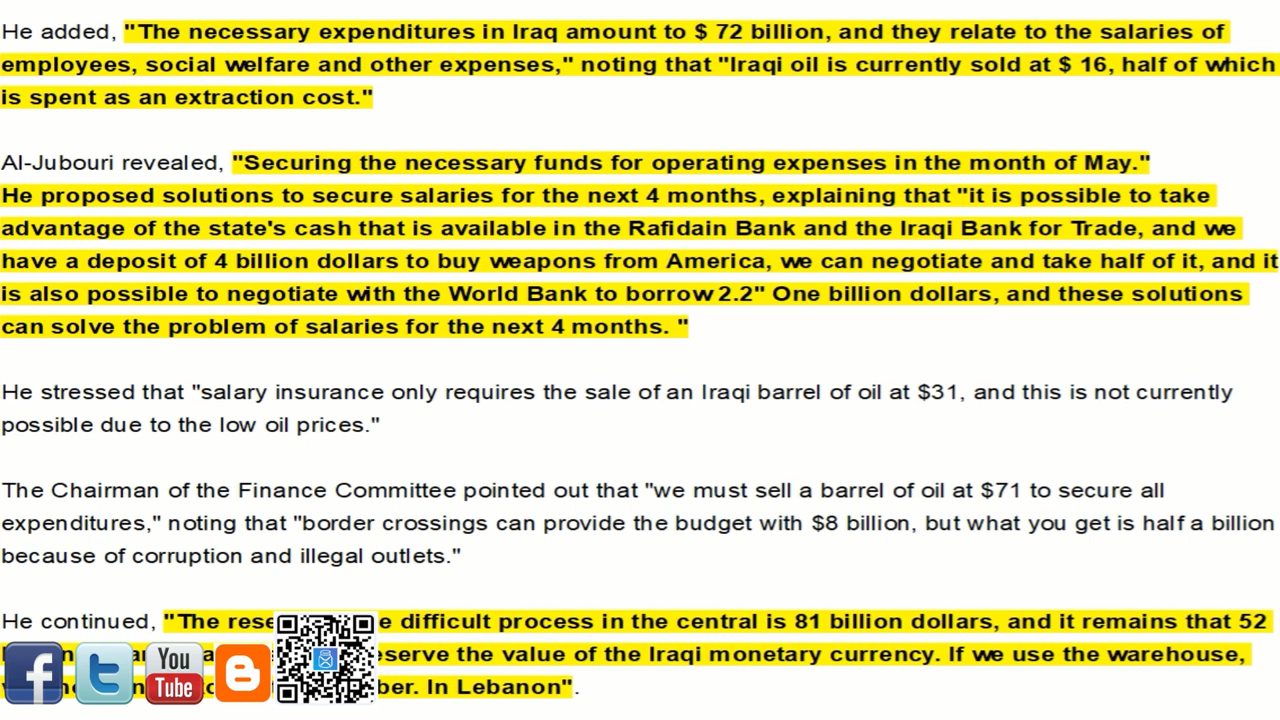 He added, "The necessary expenditures in Iraq amount to $ 72 billion, and they relate to the salaries of
employees, social welfare and other expenses," noting that "Iraqi oil is currently sold at $ 16, half of which
is spent as an extraction cost."
Al-Jubouri revealed, "Securing the necessary funds for operating expenses in the month of May."
He proposed solutions to secure salaries for the next 4 months, explaining that "it is possible to take
advantage of the state's cash that is available in the Rafidain Bank and the Iraqi Bank for Trade, and we
have a deposit of 4 billion dollars to buy weapons from America, we can negotiate and take half of it, and it
is also possible to negotiate with the World Bank to borrow 2.2" One billion dollars, and these solutions
can solve the problem of salaries for the next 4 months. "
He stressed that "salary insurance only requires the sale of an Iraqi barrel of oil at $31, and this is not currently
possible due to the low oil prices."
The Chairman of the Finance Committee pointed out that "we must sell a barrel of oil at $71 to secure all
expenditures," noting that "border crossings can provide the budget with $8 billion, but what you get is half a billion
because of corruption and illegal outlets."
He continued, "The difficult process in the central is 81 billion dollars, and it remains that 52
the value of the Iraqi monetary currency. If we use the warehouse,
In Lebanon".
You
Tube